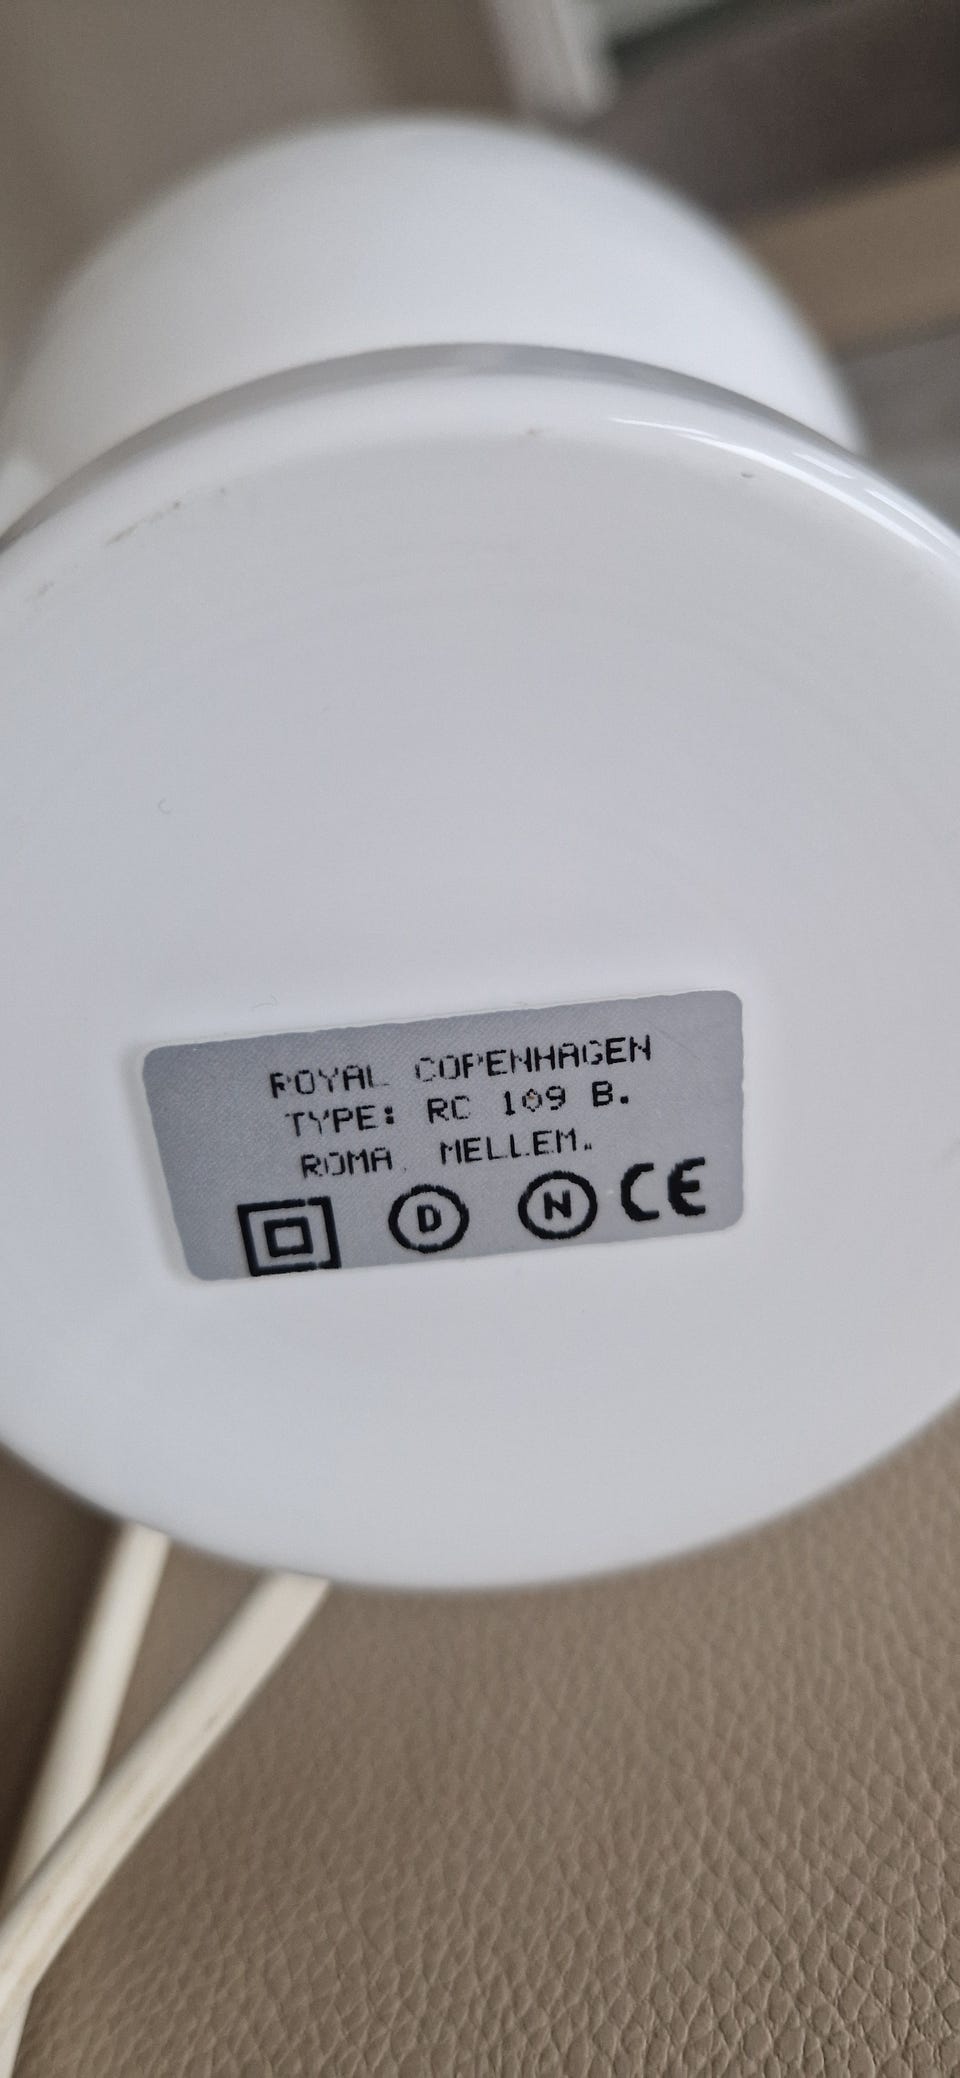 ROYAL COPENHAGEN
TYPE: RC 109 B.
ROMA. MELLEM.
D N CE